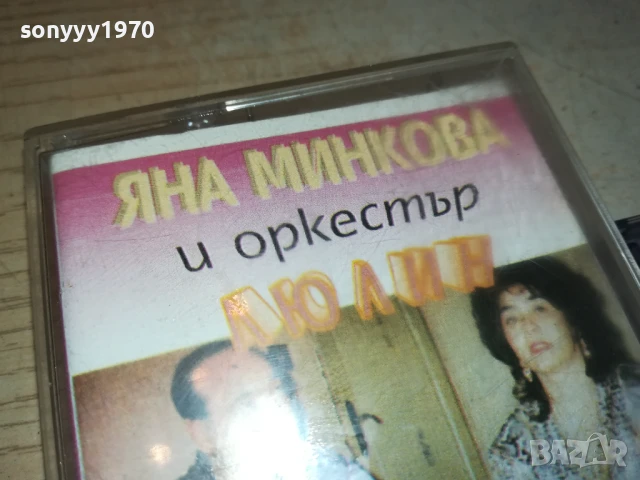 sonyyy1970
ЯНА МИНКОВА
и оркестър
ЛЮЛИН
BAZAR